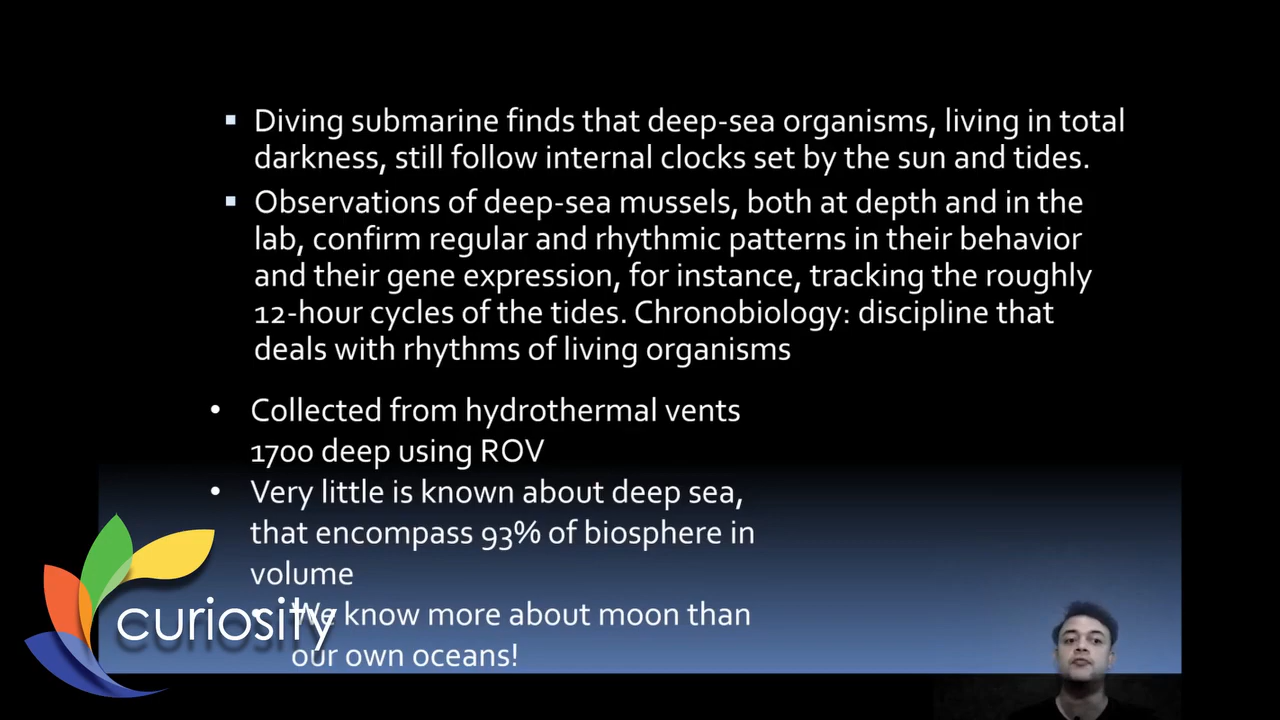 ▪ Diving submarine finds that deep-sea organisms, living in total
darkness, still follow internal clocks set by the sun and tides.
▪ Observations of deep-sea mussels, both at depth and in the
lab, confirm regular and rhythmic patterns in their behavior
and their gene expression, for instance, tracking the roughly
12-hour cycles of the tides. Chronobiology: discipline that
deals with rhythms of living organisms
• Collected from hydrothermal vents
1700 deep using ROV
• Very little is known about deep sea,
that encompass 93% of biosphere in
volume
• We know more about moon than
our own oceans!
curiosity